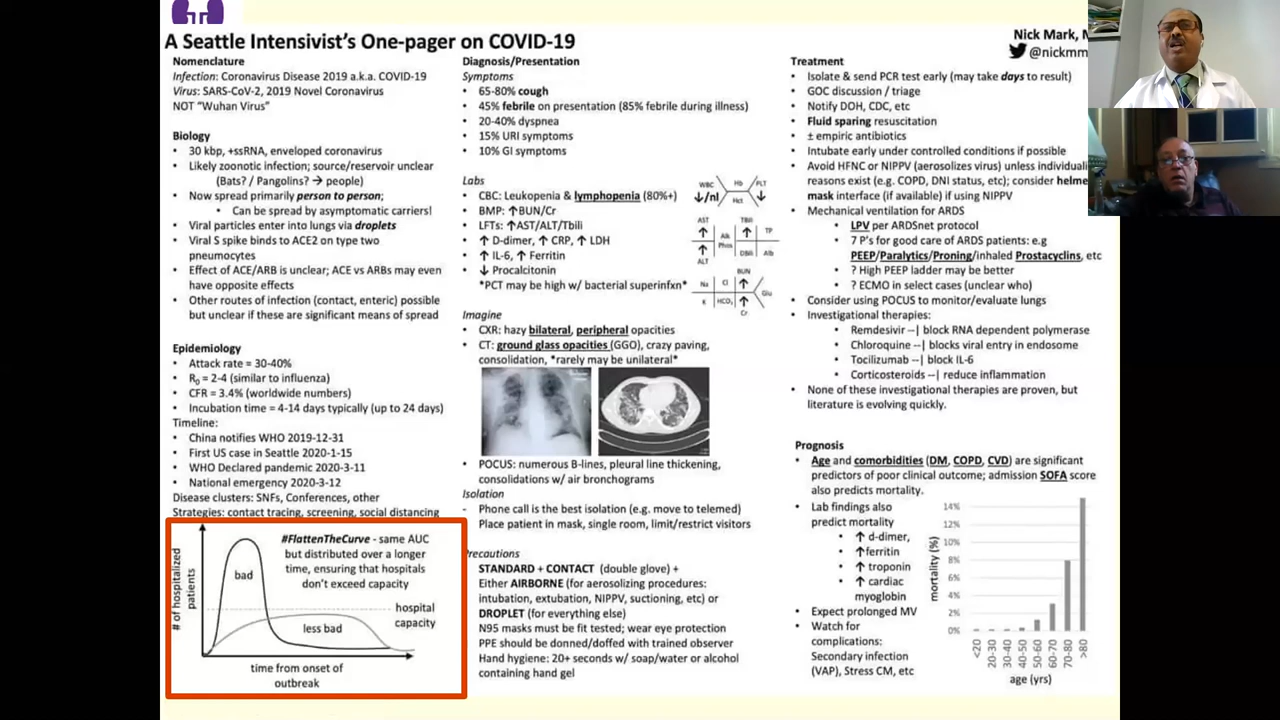 A Seattle Intensivist's One-pager on COVID-19
Nick Mark,
@nickmm
Nomenclature
Infection: Coronavirus Disease 2019 a.k.a. COVID-19
Virus: SARS-CoV-2, 2019 Novel Coronavirus
NOT "Wuhan Virus"
Biology
• 30 kbp, +ssRNA, enveloped coronavirus
• Likely zoonotic infection; source/reservoir unclear
(Bats? / Pangolins? → people)
• Now spread primarily person to person;
• Can be spread by asymptomatic carriers!
• Viral particles enter into lungs via droplets
• Viral S spike binds to ACE2 on type two
pneumocytes
• Effect of ACE/ARB is unclear; ACE vs ARBs may even
have opposite effects
• Other routes of infection (contact, enteric) possible
but unclear if these are significant means of spread
Epidemiology
• Attack rate = 30-40%
• R0 = 2-4 (similar to influenza)
• CFR = 3.4% (worldwide numbers)
• Incubation time = 4-14 days typically (up to 24 days)
Timeline:
• China notifies WHO 2019-12-31
• First US case in Seattle 2020-1-15
• WHO Declared pandemic 2020-3-11
• National emergency 2020-3-12
Disease clusters: SNFs, Conferences, other
Strategies: contact tracing, screening, social distancing
# of hospitalized
patients
#FlattenTheCurve - same AUC
but distributed over a longer
time, ensuring that hospitals
don't exceed capacity
bad
hospital
capacity
less bad
time from onset of
outbreak
Diagnosis/Presentation
Symptoms
• 65-80% cough
• 45% febrile on presentation (85% febrile during illness)
• 20-40% dyspnea
• 15% URI symptoms
• 10% GI symptoms
Labs
• CBC: Leukopenia & lymphopenia (80%+)
• BMP: ↑BUN/Cr
• LFTs: ↑AST/ALT/Tbili
• ↑ D-dimer, ↑ CRP, ↑ LDH
• ↑ IL-6, ↑ Ferritin
• ↓ Procalcitonin
*PCT may be high w/ bacterial superinfxn*
WBC Hb PLT
↓/nl Hct ↓
AST TBili
↑ Alk Phos ↑ TP
↑ DBili Alb
ALT
BUN
Na Cl ↑ Glu
K HCO3 ↑
Cr
Imagine
• CXR: hazy bilateral, peripheral opacities
• CT: ground glass opacities (GGO), crazy paving,
consolidation, *rarely may be unilateral*
• POCUS: numerous B-lines, pleural line thickening,
consolidations w/ air bronchograms
Isolation
- Phone call is the best isolation (e.g. move to telemed)
Place patient in mask, single room, limit/restrict visitors
Precautions
STANDARD + CONTACT (double glove) +
Either AIRBORNE (for aerosolizing procedures:
intubation, extubation, NIPPV, suctioning, etc) or
DROPLET (for everything else)
N95 masks must be fit tested; wear eye protection
PPE should be donned/doffed with trained observer
Hand hygiene: 20+ seconds w/ soap/water or alcohol
containing hand gel
Treatment
• Isolate & send PCR test early (may take days to result)
• GOC discussion / triage
• Notify DOH, CDC, etc
• Fluid sparing resuscitation
• ± empiric antibiotics
• Intubate early under controlled conditions if possible
• Avoid HFNC or NIPPV (aerosolizes virus) unless individuali
reasons exist (e.g. COPD, DNI status, etc); consider helme
mask interface (if available) if using NIPPV
• Mechanical ventilation for ARDS
• LPV per ARDSnet protocol
• 7 P's for good care of ARDS patients: e.g
PEEP/Paralytics/Proning/inhaled Prostacyclins, etc
• ? High PEEP ladder may be better
• ? ECMO in select cases (unclear who)
• Consider using POCUS to monitor/evaluate lungs
• Investigational therapies:
• Remdesivir --| block RNA dependent polymerase
• Chloroquine --| blocks viral entry in endosome
• Tocilizumab --| block IL-6
• Corticosteroids --| reduce inflammation
• None of these investigational therapies are proven, but
literature is evolving quickly.
Prognosis
• Age and comorbidities (DM, COPD, CVD) are significant
predictors of poor clinical outcome; admission SOFA score
also predicts mortality.
• Lab findings also
predict mortality
• ↑ d-dimer,
• ↑ferritin
• ↑ troponin
• ↑ cardiac
myoglobin
• Expect prolonged MV
• Watch for
complications:
Secondary infection
(VAP), Stress CM, etc
mortality (%)
14%
12%
10%
8%
6%
4%
2%
0%
<20 20-30 30-40 40-50 50-60 60-70 70-80 >80
age (yrs)